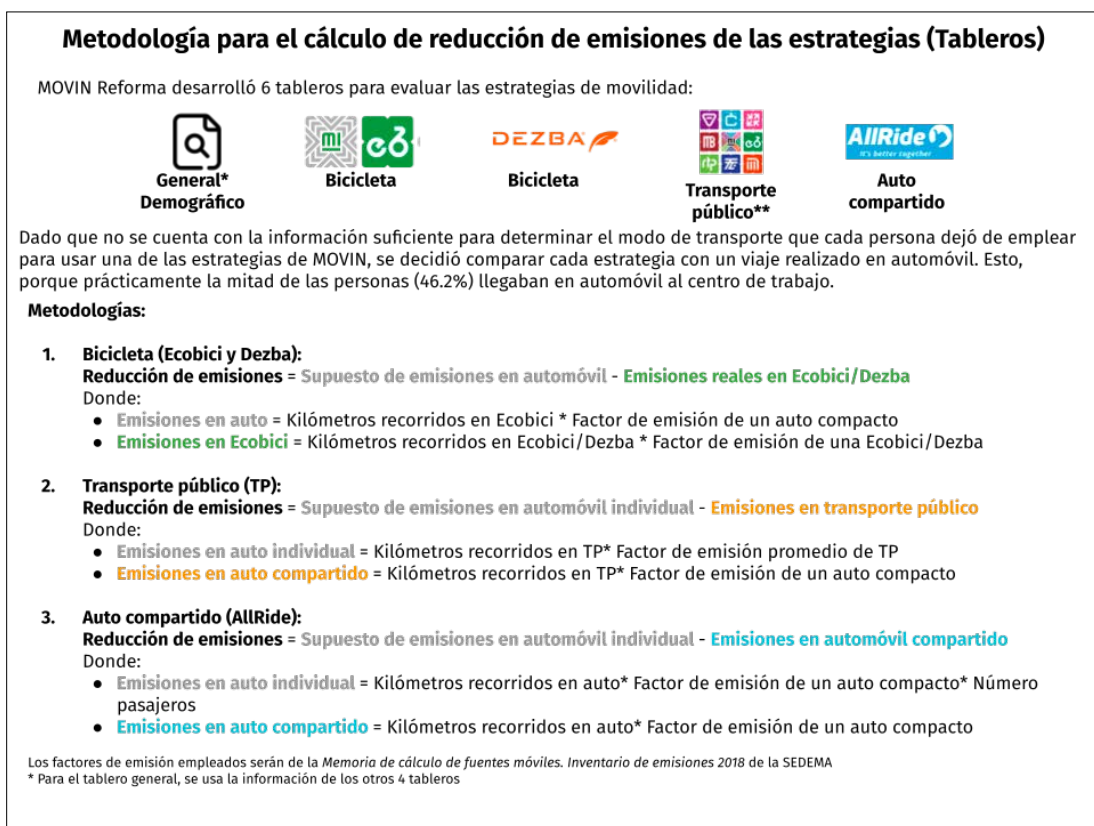 Metodología para el cálculo de reducción de emisiones de las estrategias (Tableros)
MOVIN Reforma desarrolló 6 tableros para evaluar las estrategias de movilidad:
DEZBA
AllRide
It's better together
General*
Demográfico
Bicicleta
Bicicleta
Transporte
público**
Auto
compartido
Dado que no se cuenta con la información suficiente para determinar el modo de transporte que cada persona dejó de emplear
para usar una de las estrategias de MOVIN, se decidió comparar cada estrategia con un viaje realizado en automóvil. Esto,
porque prácticamente la mitad de las personas (46.2%) llegaban en automóvil al centro de trabajo.
Metodologías:
1. Bicicleta (Ecobici y Dezba):
Reducción de emisiones = Supuesto de emisiones en automóvil - Emisiones reales en Ecobici/Dezba
Donde:
● Emisiones en auto = Kilómetros recorridos en Ecobici * Factor de emisión de un auto compacto
● Emisiones en Ecobici = Kilómetros recorridos en Ecobici/Dezba * Factor de emisión de una Ecobici/Dezba
2. Transporte público (TP):
Reducción de emisiones = Supuesto de emisiones en automóvil individual - Emisiones en transporte público
Donde:
● Emisiones en auto individual = Kilómetros recorridos en TP* Factor de emisión promedio de TP
● Emisiones en auto compartido = Kilómetros recorridos en TP* Factor de emisión de un auto compacto
3. Auto compartido (AllRide):
Reducción de emisiones = Supuesto de emisiones en automóvil individual - Emisiones en automóvil compartido
Donde:
● Emisiones en auto individual = Kilómetros recorridos en auto* Factor de emisión de un auto compacto* Número
pasajeros
● Emisiones en auto compartido = Kilómetros recorridos en auto* Factor de emisión de un auto compacto
Los factores de emisión empleados serán de la Memoria de cálculo de fuentes móviles. Inventario de emisiones 2018 de la SEDEMA
* Para el tablero general, se usa la información de los otros 4 tableros